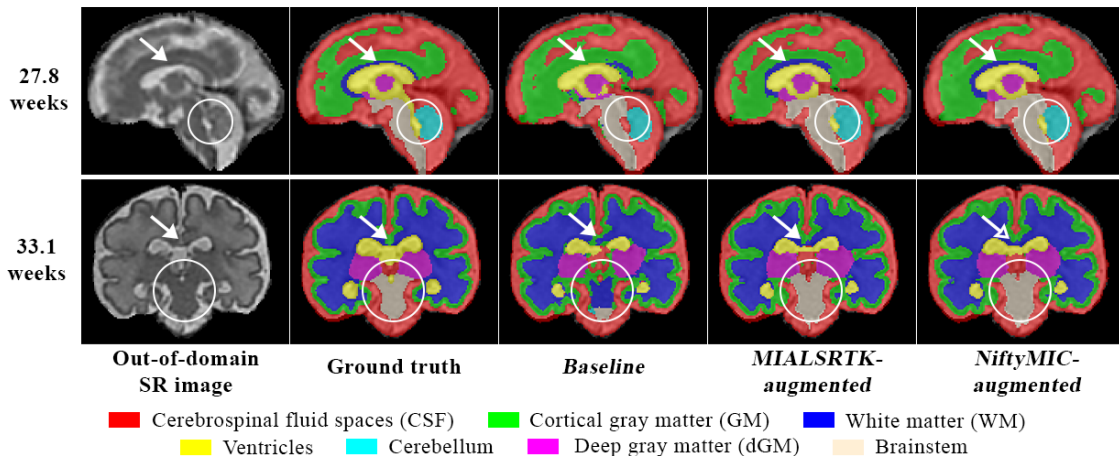 27.8
weeks
33.1
weeks
Out-of-domain
SR image
Ground truth
Baseline
MIALSRTK-
augmented
NiftyMIC-
augmented
Cerebrospinal fluid spaces (CSF)
Cortical gray matter (GM)
White matter (WM)
Ventricles
Cerebellum
Deep gray matter (dGM)
Brainstem